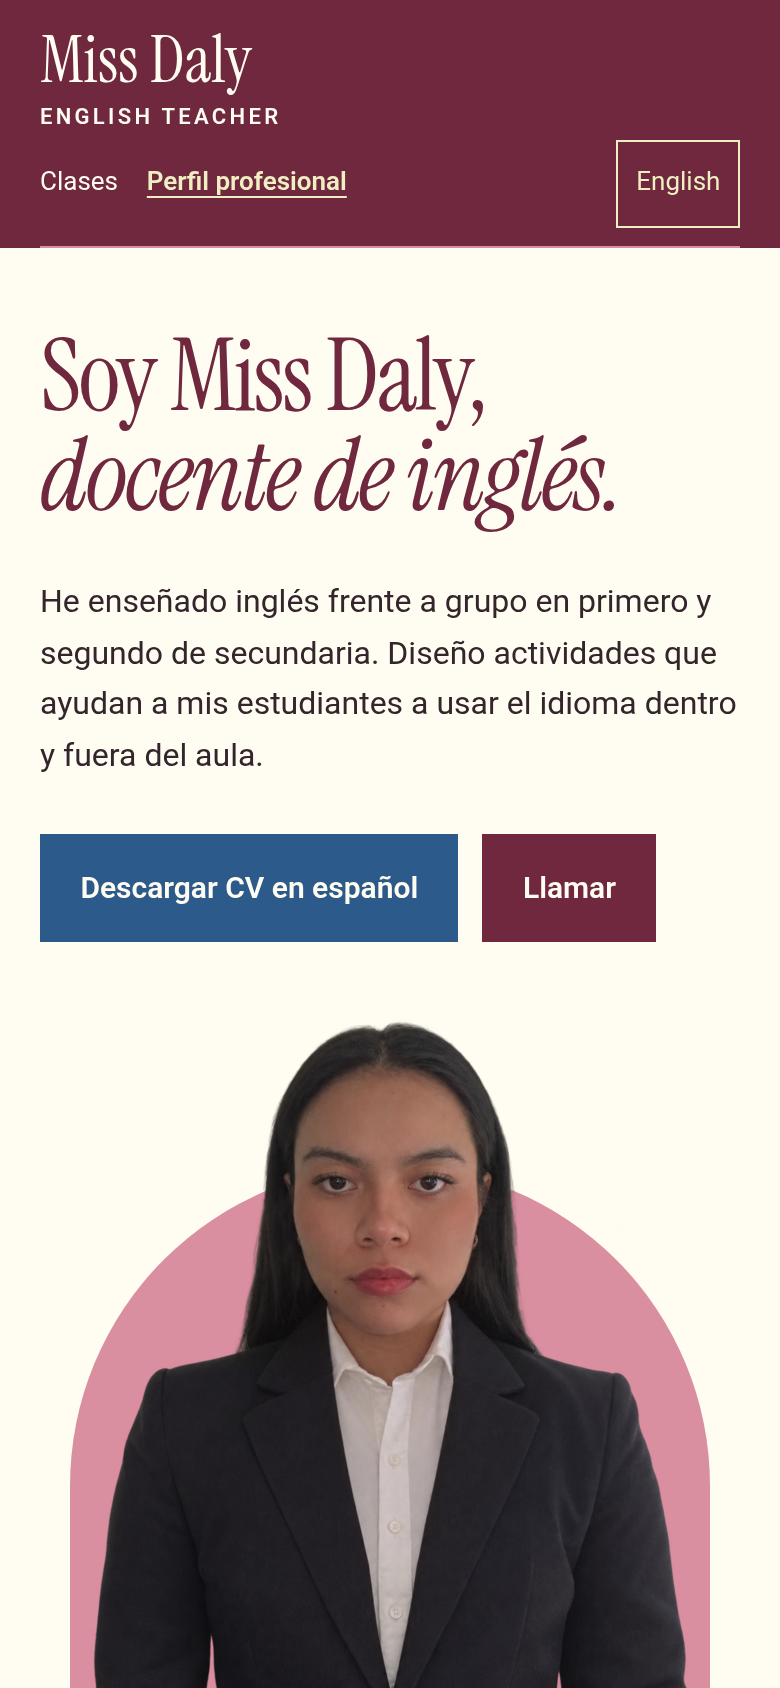 Miss Daly
ENGLISH TEACHER
Clases Perfil profesional English
Soy Miss Daly,
docente de inglés.
He enseñado inglés frente a grupo en primero y
segundo de secundaria. Diseño actividades que
ayudan a mis estudiantes a usar el idioma dentro
y fuera del aula.
Descargar CV en español Llamar